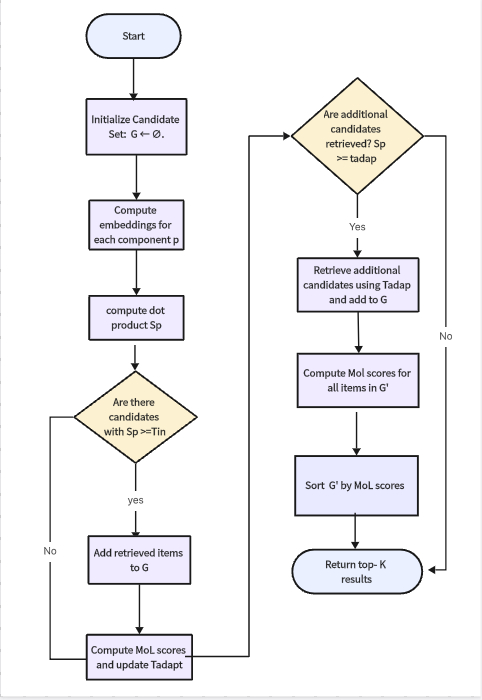 Start
Initialize Candidate
Set: G ← ∅.
Compute
embeddings for
each component p
compute dot
product Sp
Are there
candidates
with Sp >=Tin
yes
No
Add retrieved items
to G
Compute MoL scores
and update Tadapt
Are additional
candidates
retrieved? Sp
>= tadap
Yes
No
Retrieve additional
candidates using Tadap
and add to G
Compute Mol scores for
all items in G'
Sort G' by MoL scores
Return top- K
results